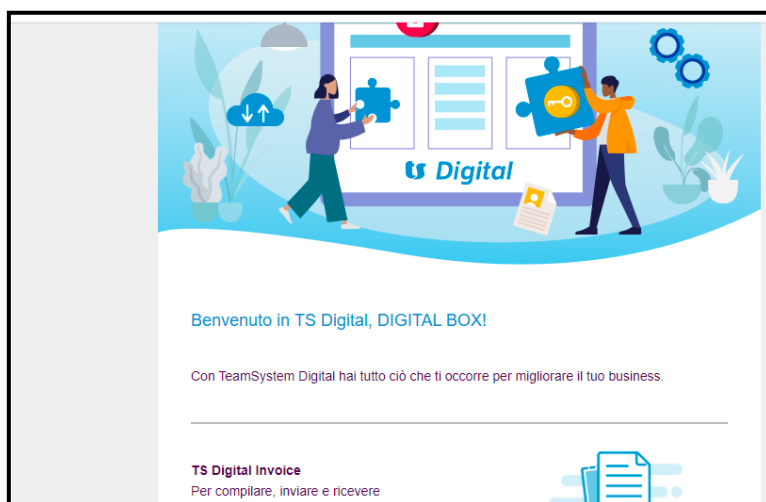 ts Digital
Benvenuto in TS Digital, DIGITAL BOX!
Con TeamSystem Digital hai tutto ciò che ti occorre per migliorare il tuo business.
TS Digital Invoice
Per compilare, inviare e ricevere